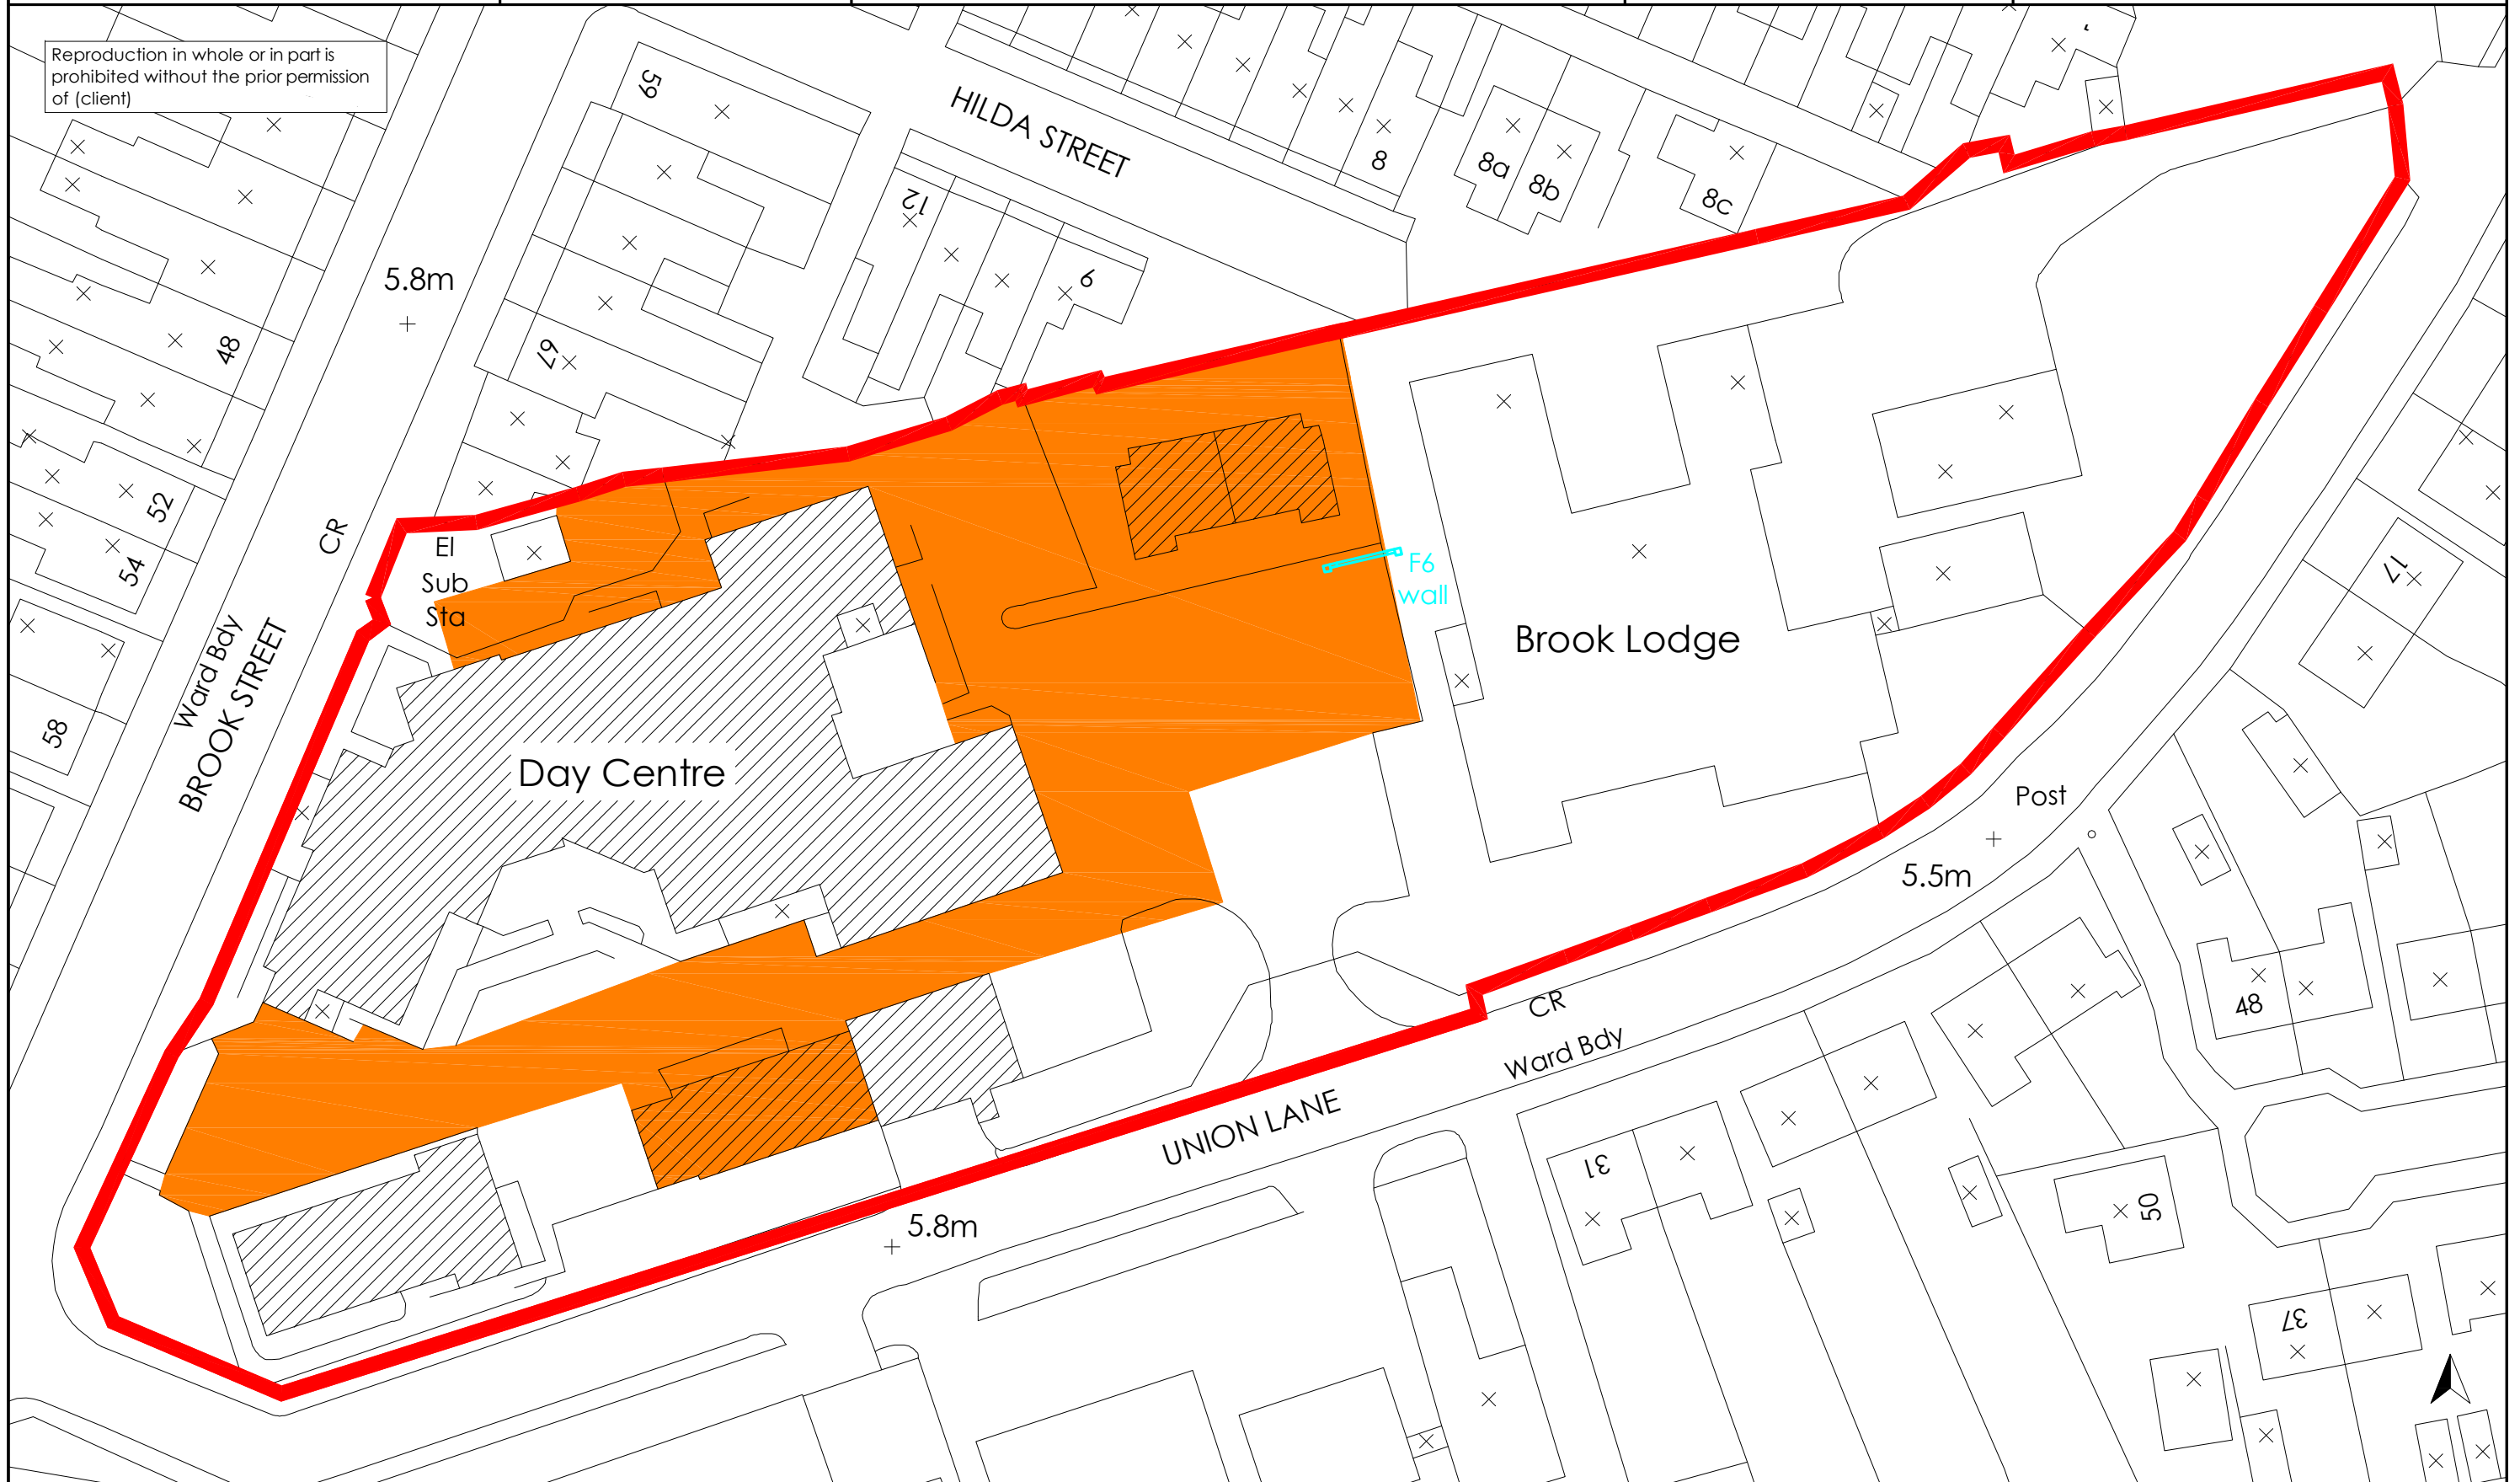 Reproduction in whole or in part is
prohibited without the prior permission
of (client)
59
HILDA STREET
8
8a
8b
8c
12
9
5.8m
67
48
52
54
58
CR
El
Sub
Sta
Ward Bdy
BROOK STREET
F6
wall
Brook Lodge
Day Centre
17
Post
5.5m
CR
Ward Bdy
UNION LANE
5.8m
31
48
50
37